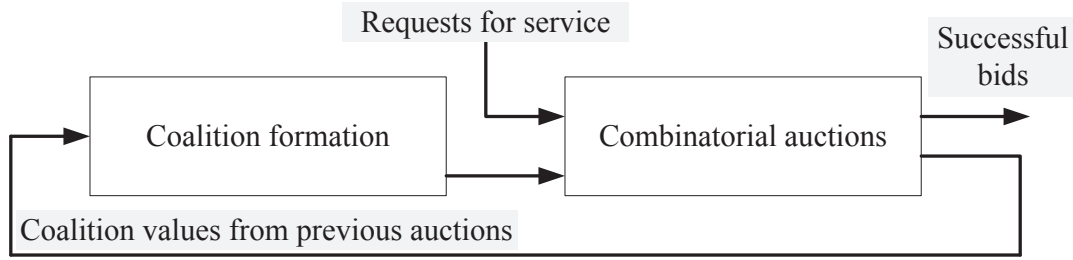 Requests for service
Successful
bids
Coalition formation
Combinatorial auctions
Coalition values from previous auctions